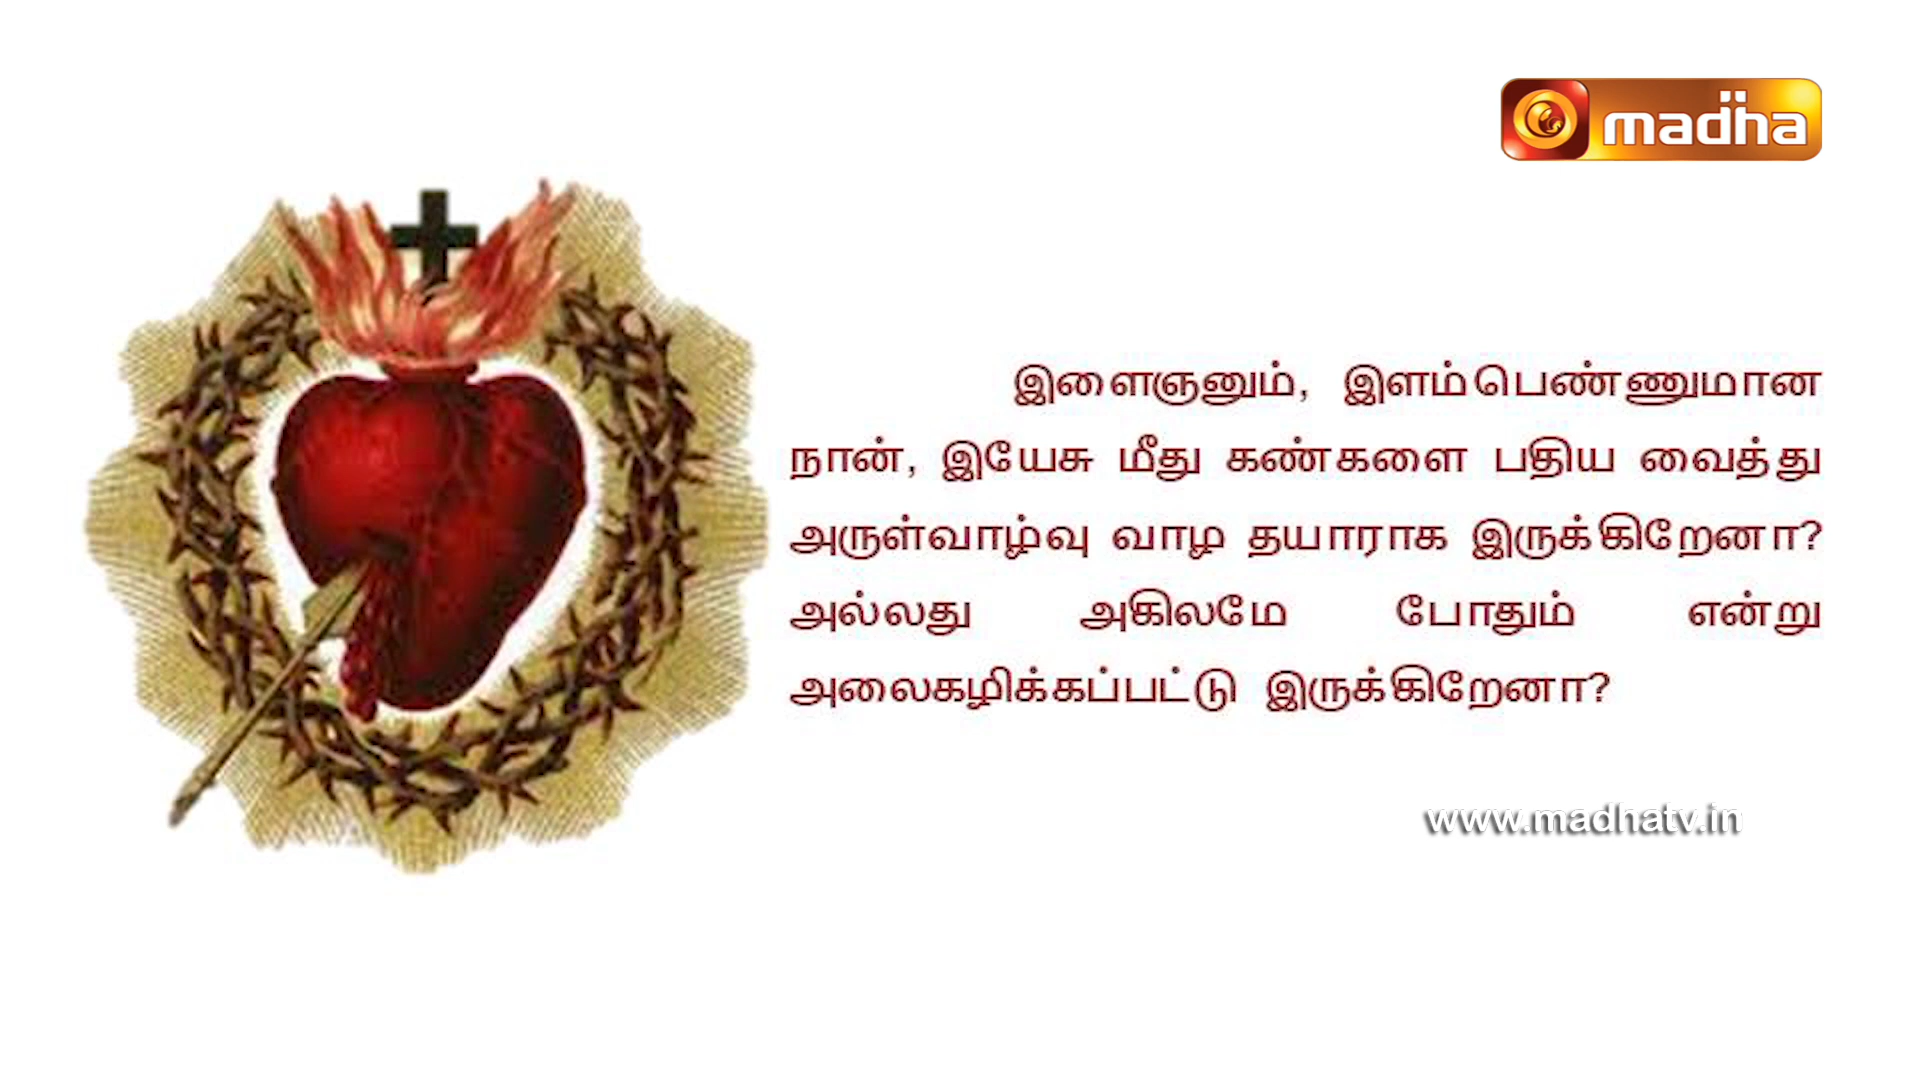 madha
இளைஞனும், இளம்பெண்ணுமான
நான், இயேசு மீது கண்களை பதிய வைத்து
அருள்வாழ்வு வாழ தயாராக இருக்கிறேனா?
அல்லது அகிலமே போதும் என்று
அலைகழிக்கப்பட்டு இருக்கிறேனா?
www.madhatv.in